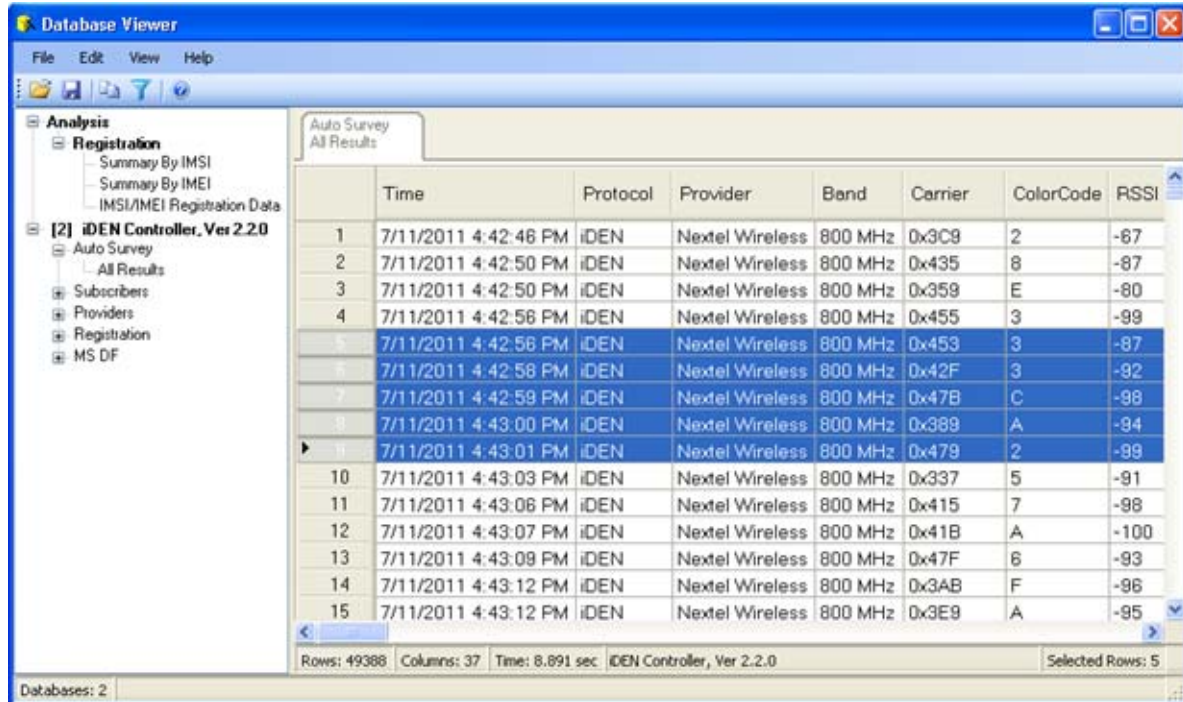 Database Viewer
File Edit View Help
Analysis
Registration
Summary By IMSI
Summary By IMEI
IMSI/IMEI Registration Data
[2] iDEN Controller, Ver 2.2.0
Auto Survey
All Results
Subscribers
Providers
Registration
MS DF
Auto Survey
All Results
Time Protocol Provider Band Carrier ColorCode RSSI
1 7/11/2011 4:42:46 PM iDEN Nextel Wireless 800 MHz 0x3C9 2 -67
2 7/11/2011 4:42:50 PM iDEN Nextel Wireless 800 MHz 0x435 8 -87
3 7/11/2011 4:42:50 PM iDEN Nextel Wireless 800 MHz 0x359 E -80
4 7/11/2011 4:42:56 PM iDEN Nextel Wireless 800 MHz 0x455 3 -99
5 7/11/2011 4:42:56 PM iDEN Nextel Wireless 800 MHz 0x453 3 -87
6 7/11/2011 4:42:58 PM iDEN Nextel Wireless 800 MHz 0x42F 3 -92
7 7/11/2011 4:42:59 PM iDEN Nextel Wireless 800 MHz 0x47B C -98
8 7/11/2011 4:43:00 PM iDEN Nextel Wireless 800 MHz 0x389 A -94
9 7/11/2011 4:43:01 PM iDEN Nextel Wireless 800 MHz 0x479 2 -99
10 7/11/2011 4:43:03 PM iDEN Nextel Wireless 800 MHz 0x337 5 -91
11 7/11/2011 4:43:06 PM iDEN Nextel Wireless 800 MHz 0x415 7 -98
12 7/11/2011 4:43:07 PM iDEN Nextel Wireless 800 MHz 0x41B A -100
13 7/11/2011 4:43:09 PM iDEN Nextel Wireless 800 MHz 0x47F 6 -93
14 7/11/2011 4:43:12 PM iDEN Nextel Wireless 800 MHz 0x3AB F -96
15 7/11/2011 4:43:12 PM iDEN Nextel Wireless 800 MHz 0x3E9 A -95
Rows: 49388 Columns: 37 Time: 8.891 sec iDEN Controller, Ver 2.2.0 Selected Rows: 5
Databases: 2